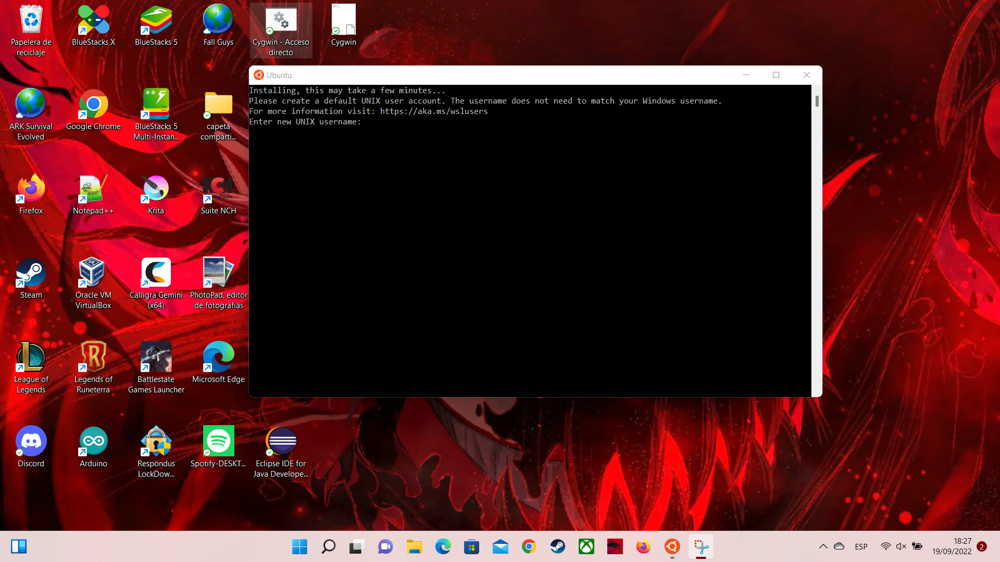 Papelera de
reciclaje
BlueStacks X
BlueStacks 5
Fall Guys
Cygwin - Acceso
directo
Cygwin
Ubuntu
Installing, this may take a few minutes...
Please create a default UNIX user account. The username does not need to match your Windows username.
For more information visit: https://aka.ms/wslusers
Enter new UNIX username:
ARK Survival
Evolved
Google Chrome
BlueStacks 5
Multi-Instan...
capeta
comparti...
Firefox
Notepad++
Krita
NCH
Suite NCH
Steam
Oracle VM
VirtualBox
Calligra Gemini
(x64)
PhotoPad, editor
de fotografías
League of
Legends
Legends of
Runeterra
Battlestate
Games Launcher
Microsoft Edge
Discord
Arduino
Respondus
LockDow...
Spotify-DESKT...
Eclipse IDE for
Java Develope...
ESP
18:27
19/09/2022
2